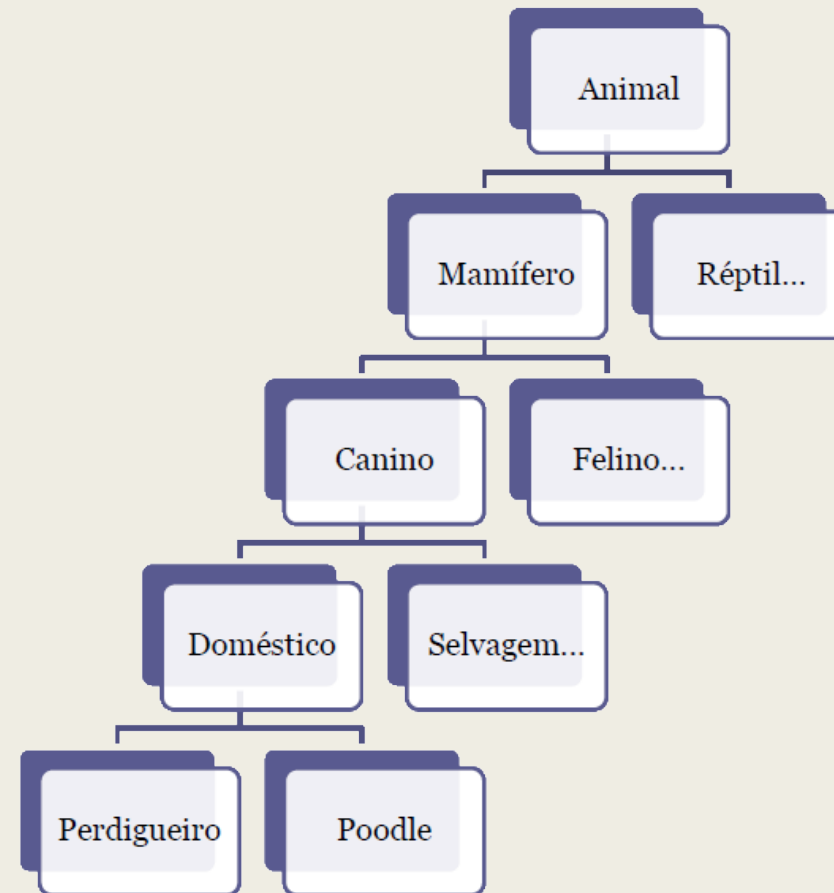 Animal
Mamífero
Réptil...
Canino
Felino...
Doméstico
Selvagem...
Perdigueiro
Poodle